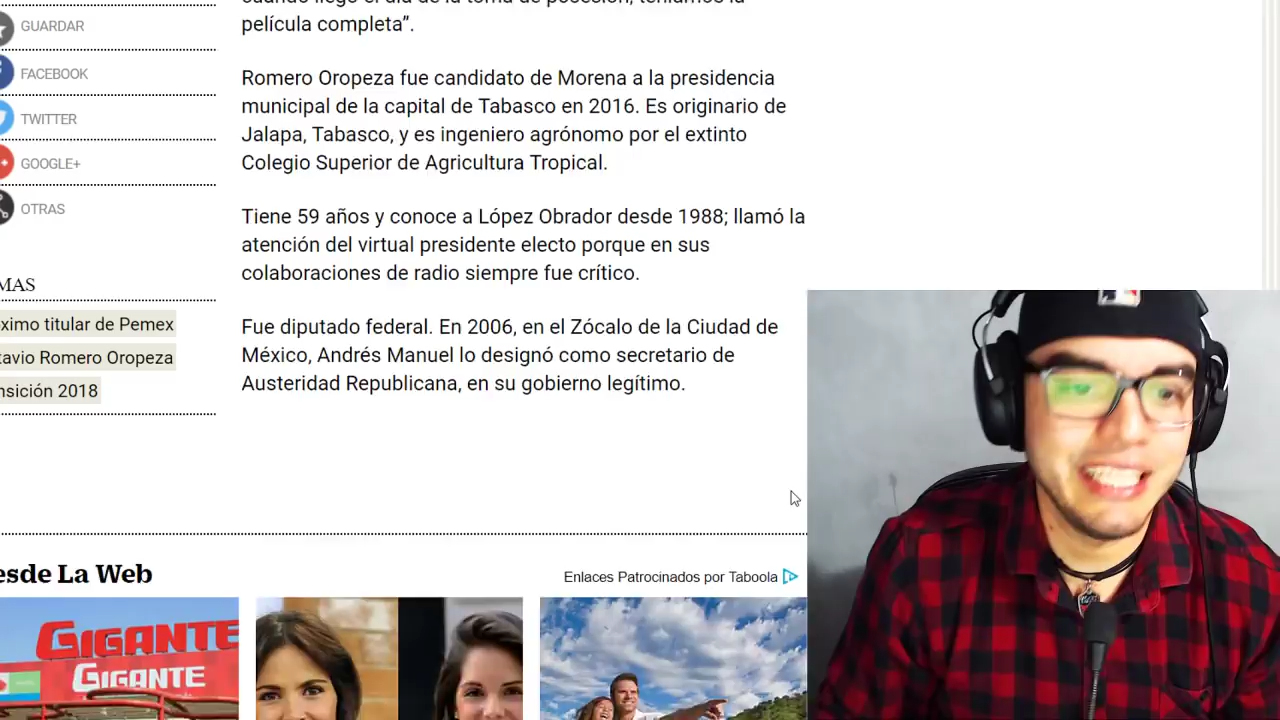 película completa”.
Romero Oropeza fue candidato de Morena a la presidencia
municipal de la capital de Tabasco en 2016. Es originario de
Jalapa, Tabasco, y es ingeniero agrónomo por el extinto
Colegio Superior de Agricultura Tropical.
Tiene 59 años y conoce a López Obrador desde 1988; llamó la
atención del virtual presidente electo porque en sus
colaboraciones de radio siempre fue crítico.
Fue diputado federal. En 2006, en el Zócalo de la Ciudad de
México, Andrés Manuel lo designó como secretario de
Austeridad Republicana, en su gobierno legítimo.
GUARDAR
FACEBOOK
TWITTER
GOOGLE+
OTRAS
MAS
ximo titular de Pemex
tavio Romero Oropeza
nsición 2018
esde La Web
Enlaces Patrocinados por Taboola
GIGANTE
GIGANTE